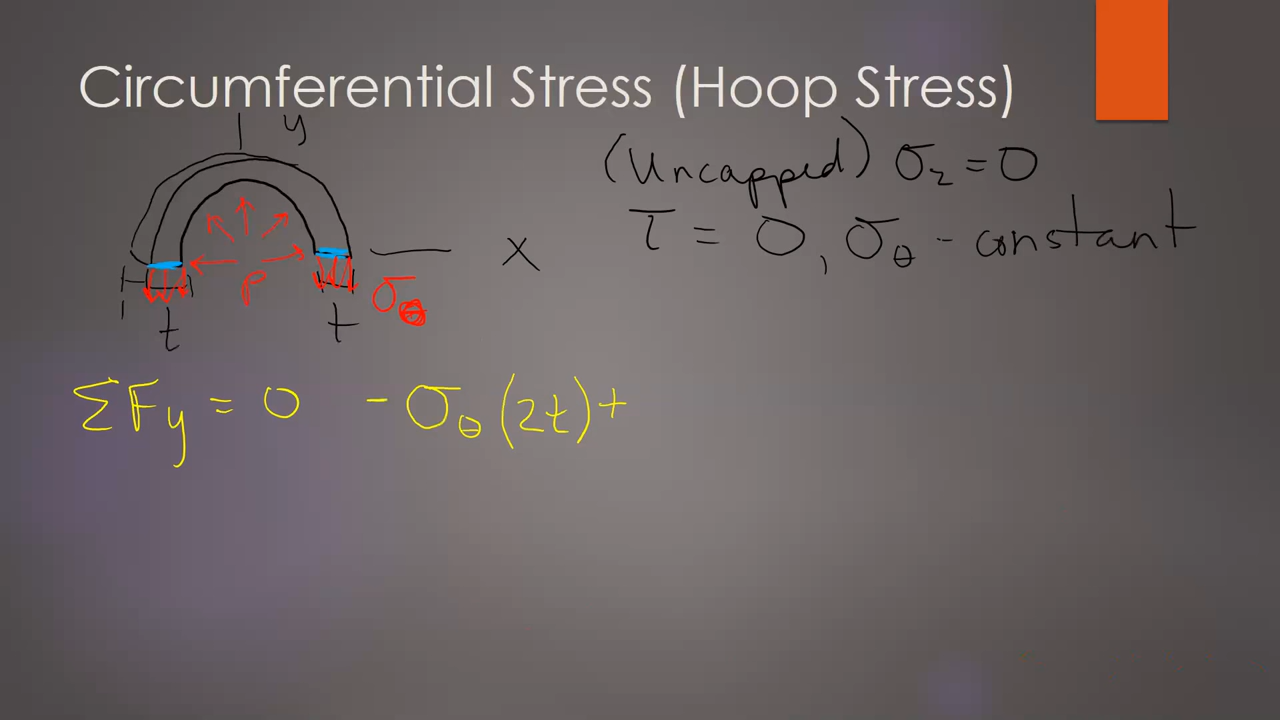 Circumferential Stress (Hoop Stress)
y
(Uncapped) σz = 0
τ = 0, σθ - constant
x
p
σθ
t t
ΣFy = 0 - σθ (2t) +